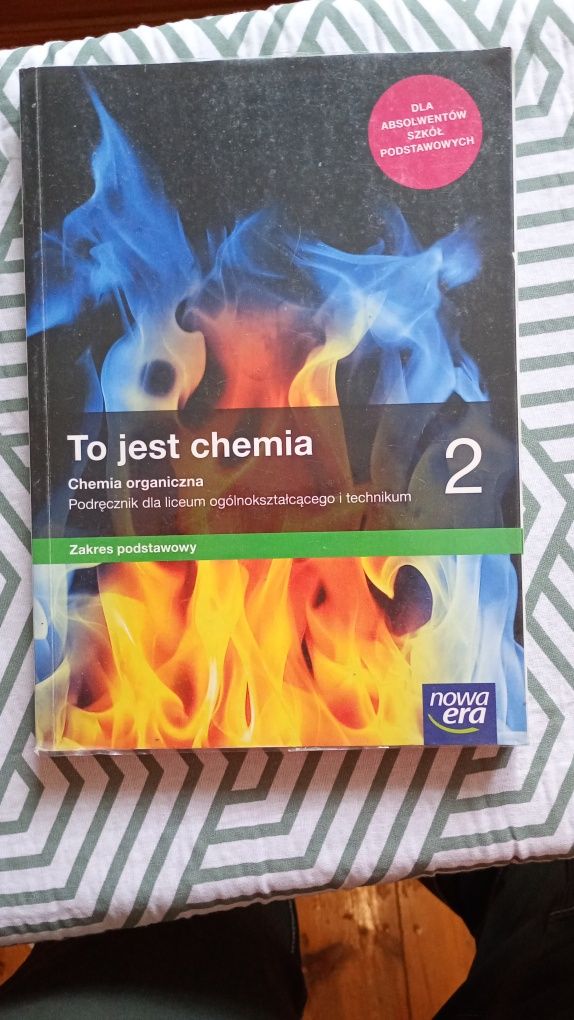 DLA
ABSOLWENTÓW
SZKÓŁ
PODSTAWOWYCH
To jest chemia
2
Chemia organiczna
Podręcznik dla liceum ogólnokształcącego i technikum
Zakres podstawowy
nowa
era